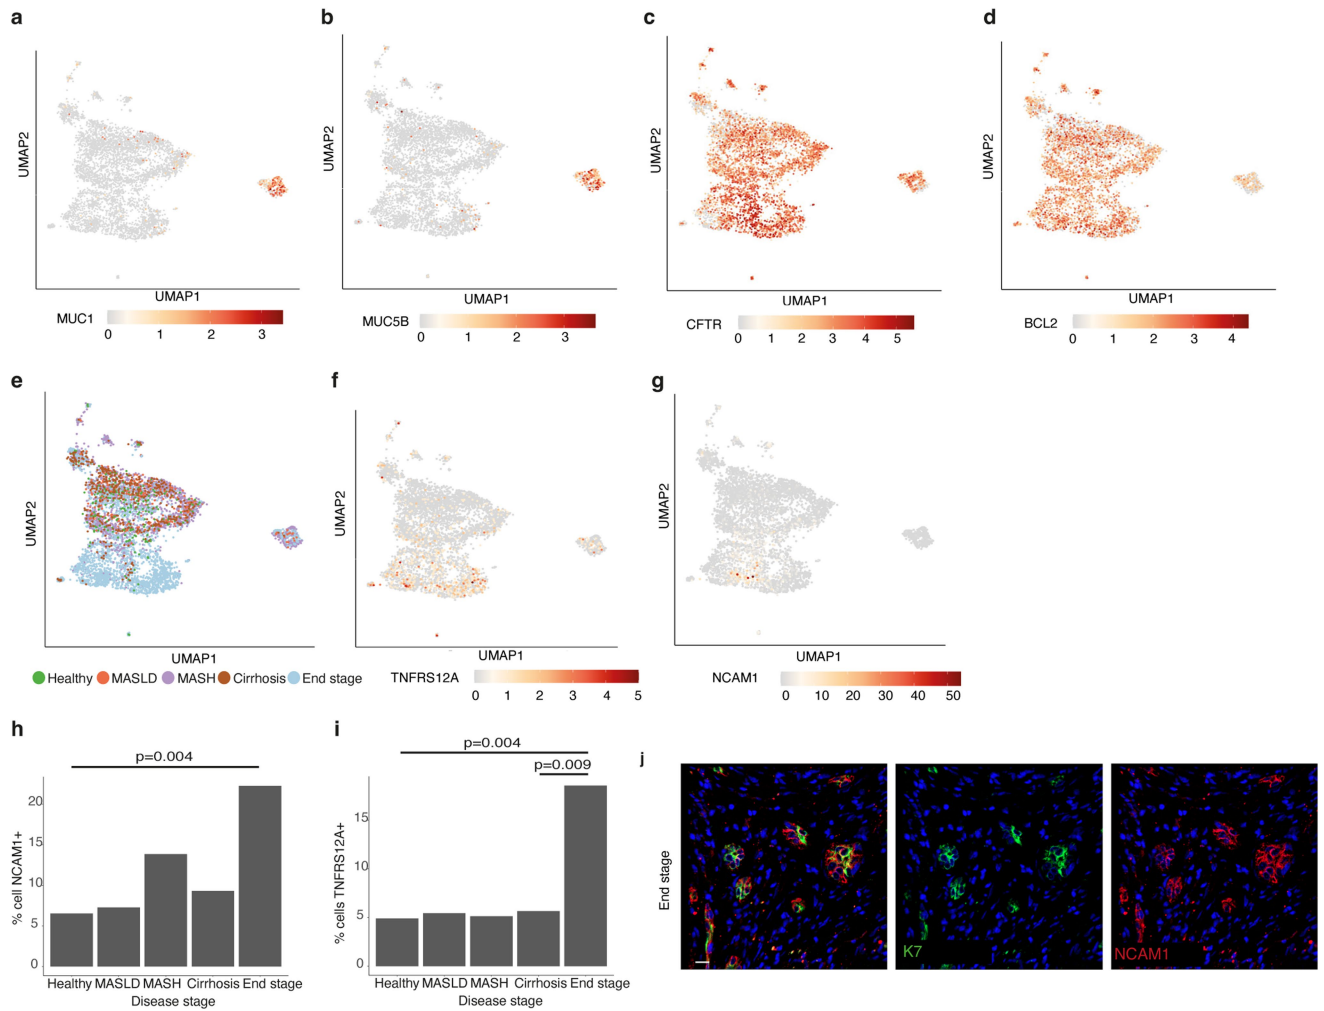 a
b
c
d
UMAP2
UMAP2
UMAP2
UMAP2
UMAP1
UMAP1
UMAP1
UMAP1
MUC1
0 1 2 3
MUC5B
0 1 2 3
CFTR
0 1 2 3 4 5
BCL2
0 1 2 3 4
e
f
g
UMAP2
UMAP2
UMAP2
UMAP1
UMAP1
UMAP1
Healthy MASLD MASH Cirrhosis End stage
TNFRS12A
0 1 2 3 4 5
NCAM1
0 10 20 30 40 50
h
p=0.004
% cell NCAM1+
20
15
10
5
0
Healthy MASLD MASH Cirrhosis End stage
Disease stage
i
p=0.004
p=0.009
% cells TNFRS12A+
15
10
5
0
Healthy MASLD MASH Cirrhosis End stage
Disease stage
j
End stage
K7
NCAM1